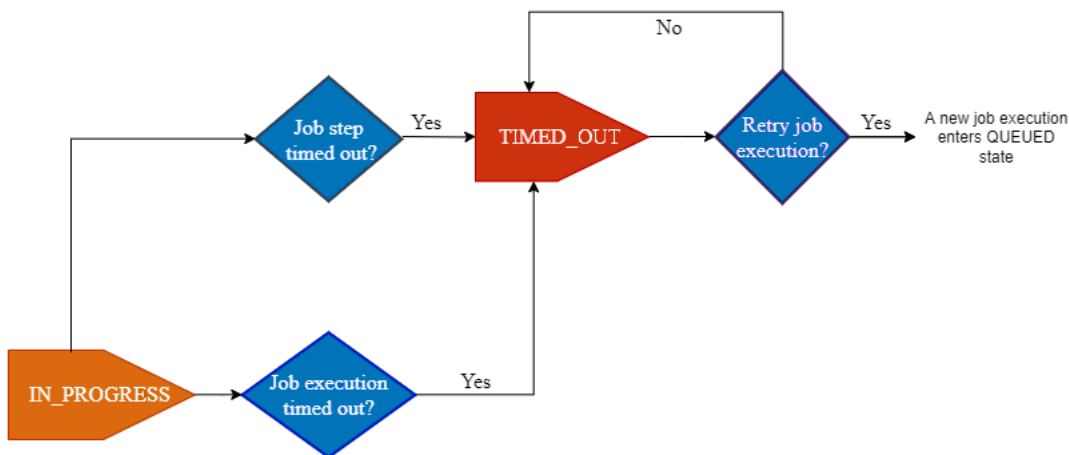 No
Job step
timed out?
Yes
TIMED_OUT
Retry job
execution?
Yes
A new job execution
enters QUEUED
state
IN_PROGRESS
Job execution
timed out?
Yes